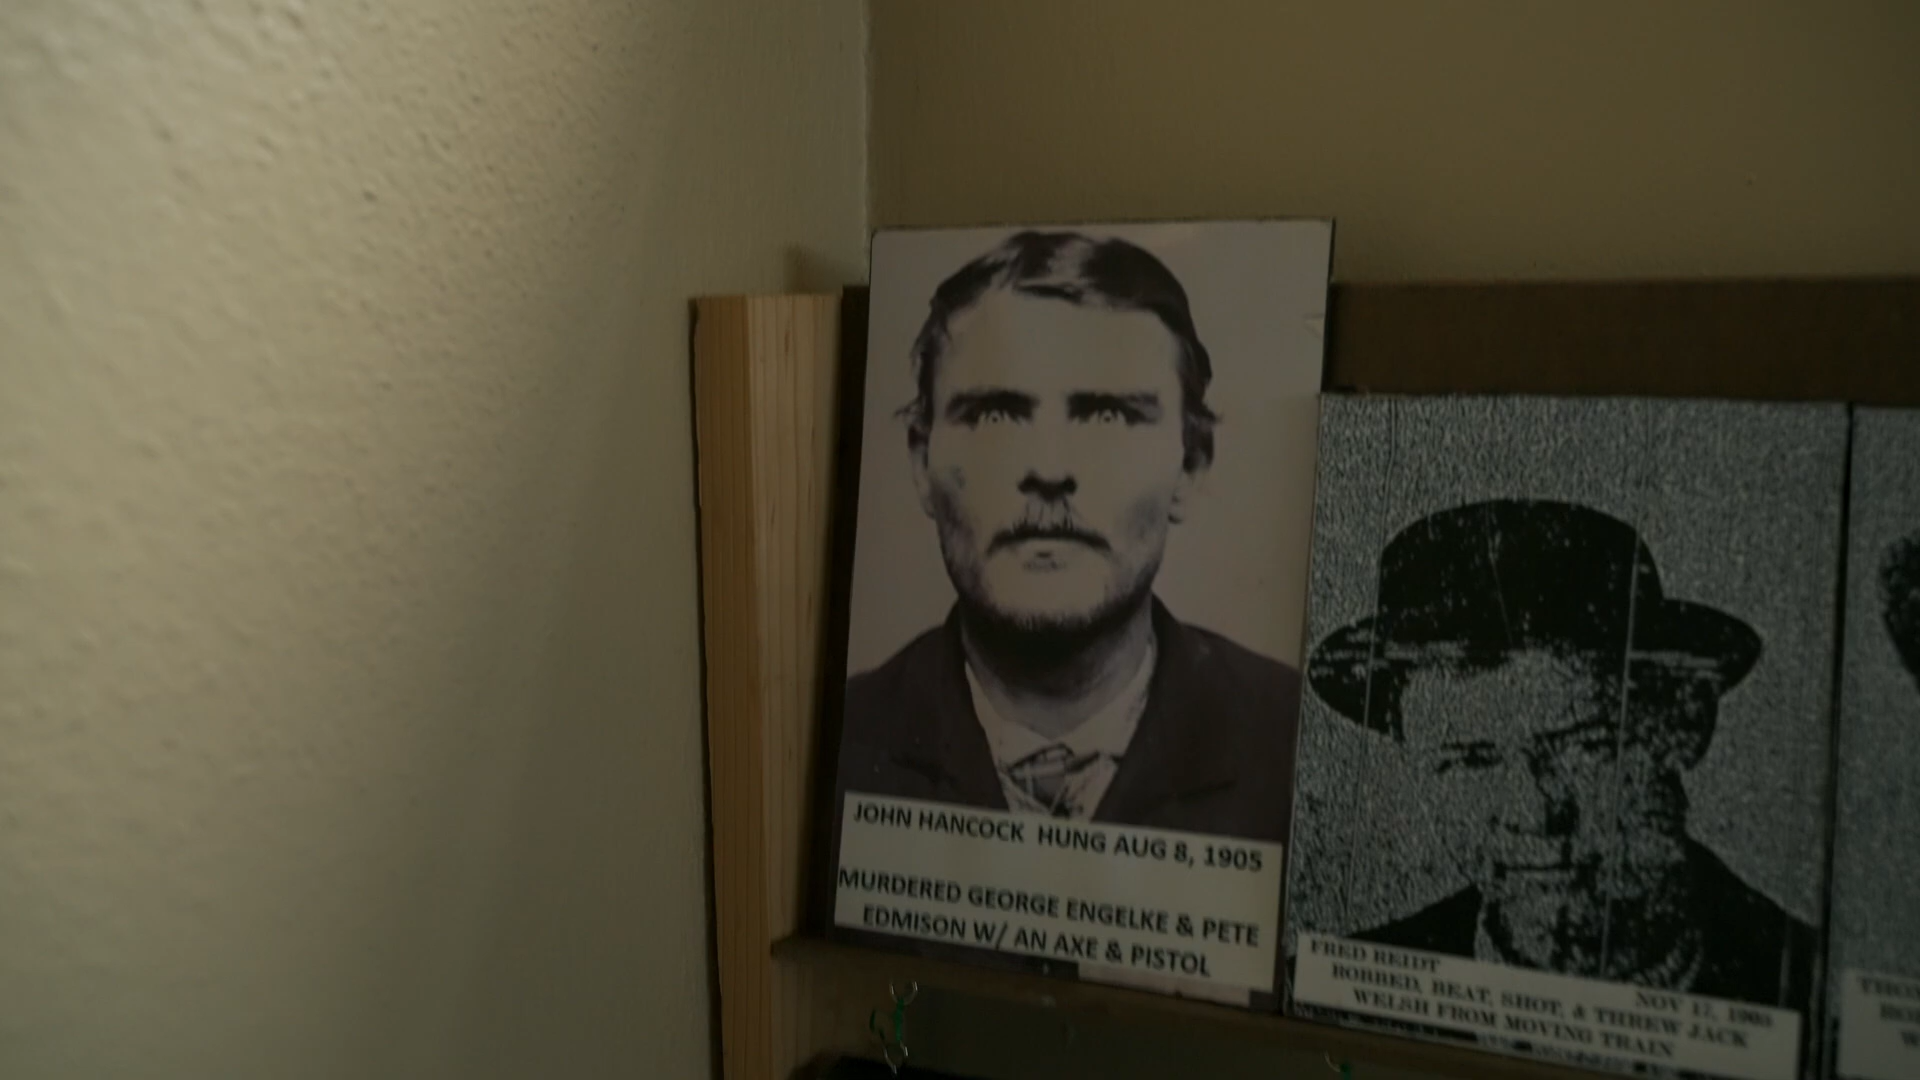 JOHN HANCOCK HUNG AUG 8, 1905
MURDERED GEORGE ENGELKE & PETE
EDMISON W/ AN AXE & PISTOL
FRED REIDT
NOV 17, 1905
ROBBED, BEAT, SHOT, & THREW JACK
WELSH FROM MOVING TRAIN